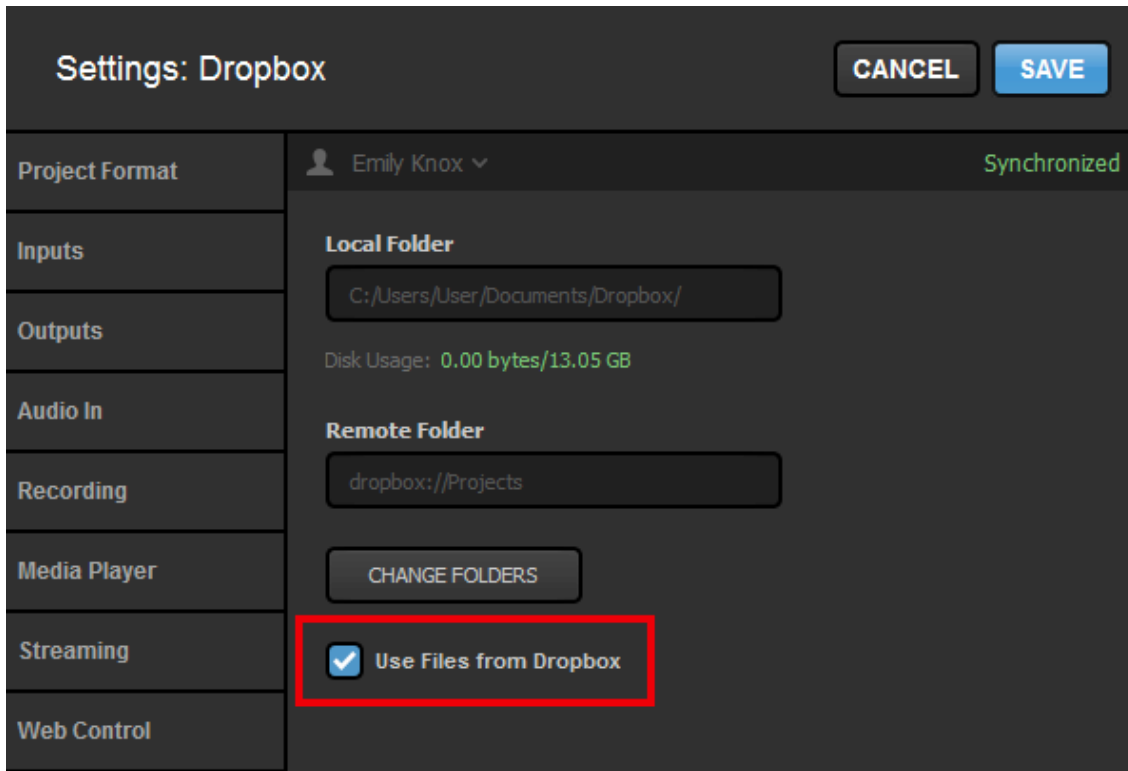 Settings: Dropbox
CANCEL
SAVE
Project Format
Inputs
Outputs
Audio In
Recording
Media Player
Streaming
Web Control
Emily Knox
Synchronized
Local Folder
C:/Users/User/Documents/Dropbox/
Disk Usage: 0.00 bytes/13.05 GB
Remote Folder
dropbox://Projects
CHANGE FOLDERS
Use Files from Dropbox